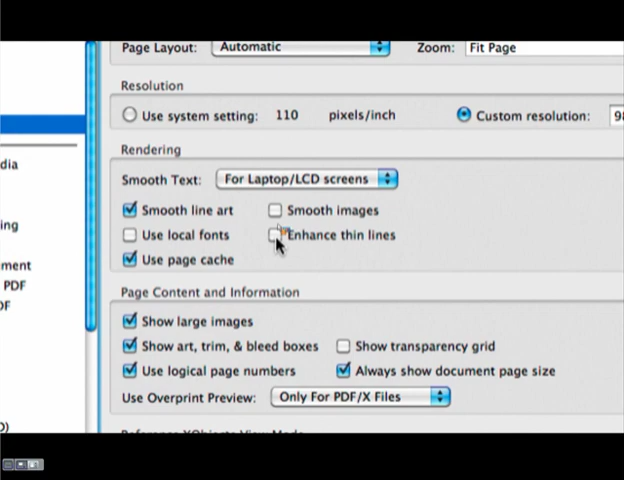 Page Layout: Automatic Zoom: Fit Page
Resolution
Use system setting: 110 pixels/inch Custom resolution: 98
dia
Rendering
Smooth Text: For Laptop/LCD screens
Smooth line art Smooth images
ing
Use local fonts Enhance thin lines
ment
Use page cache
PDF
Page Content and Information
DF
Show large images
Show art, trim, & bleed boxes Show transparency grid
Use logical page numbers Always show document page size
Use Overprint Preview: Only For PDF/X Files